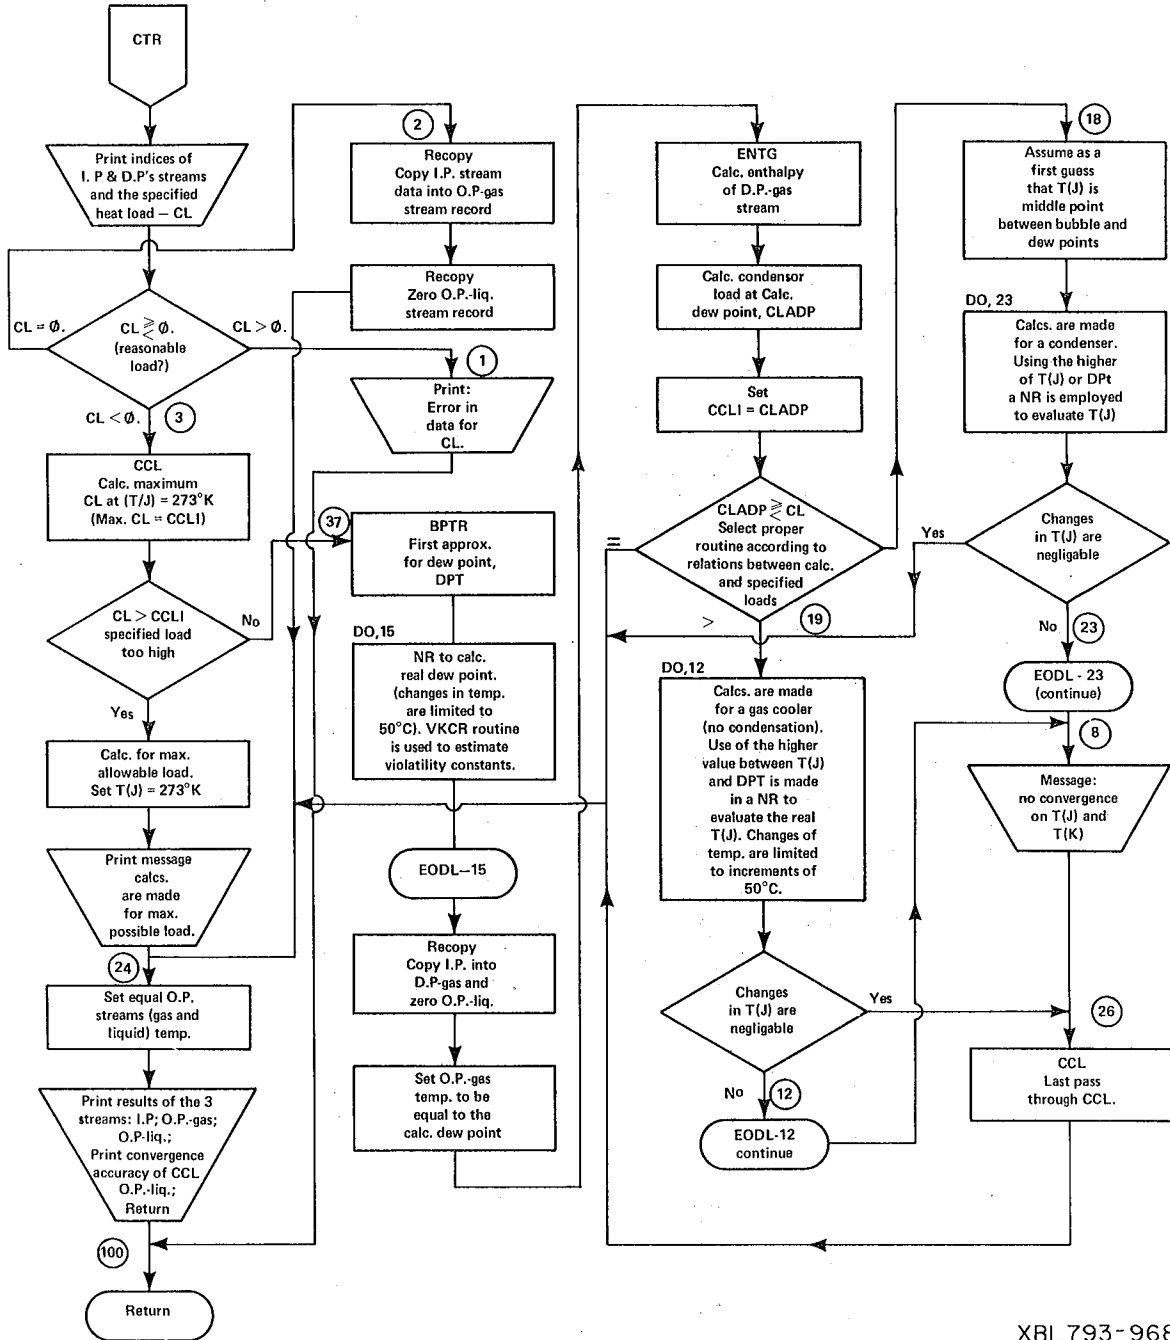 CTR
Print indices of
I. P & D.P's streams
and the specified
heat load — CL
CL = Ø.
CL ⋛ Ø.
(reasonable
load?)
CL > Ø.
CL < Ø.
3
CCL
Calc. maximum
CL at (T/J) = 273°K
(Max. CL = CCLI)
CL > CCLI
specified load
too high
No
Yes
Calc. for max.
allowable load.
Set T(J) = 273°K
Print message
calcs.
are made
for max.
possible load.
24
Set equal O.P.
streams (gas and
liquid) temp.
Print results of the 3
streams: I.P; O.P.-gas;
O.P-liq.;
Print convergence
accuracy of CCL
O.P.-liq.;
Return
100
Return
2
Recopy
Copy I.P. stream
data into O.P-gas
stream record
Recopy
Zero O.P.-liq.
stream record
1
Print:
Error in
data for
CL.
37
BPTR
First approx.
for dew point,
DPT
DO,15
NR to calc.
real dew point.
(changes in temp.
are limited to
50°C). VKCR routine
is used to estimate
violatility constants.
EODL—15
Recopy
Copy I.P. into
D.P-gas and
zero O.P.-liq.
Set O.P.-gas
temp. to be
equal to the
calc. dew point
ENTG
Calc. enthalpy
of D.P.-gas
stream
Calc. condensor
load at Calc.
dew point, CLADP
Set
CCLI = CLADP
CLADP ⋛ CL
Select proper
routine according to
relations between calc.
and specified
loads
=
>
19
DO,12
Calcs. are made
for a gas cooler
(no condensation).
Use of the higher
value between T(J)
and DPT is made
in a NR to
evaluate the real
T(J). Changes of
temp. are limited
to increments of
50°C.
Changes
in T(J) are
negligable
Yes
No
12
EODL-12
continue
18
Assume as a
first guess
that T(J) is
middle point
between bubble and
dew points
DO, 23
Calcs. are made
for a condenser.
Using the higher
of T(J) or DPt
a NR is employed
to evaluate T(J)
Changes
in T(J) are
negligable
Yes
No
23
EODL - 23
(continue)
8
Message:
no convergence
on T(J) and
T(K)
26
CCL
Last pass
through CCL.
XBL 793-968